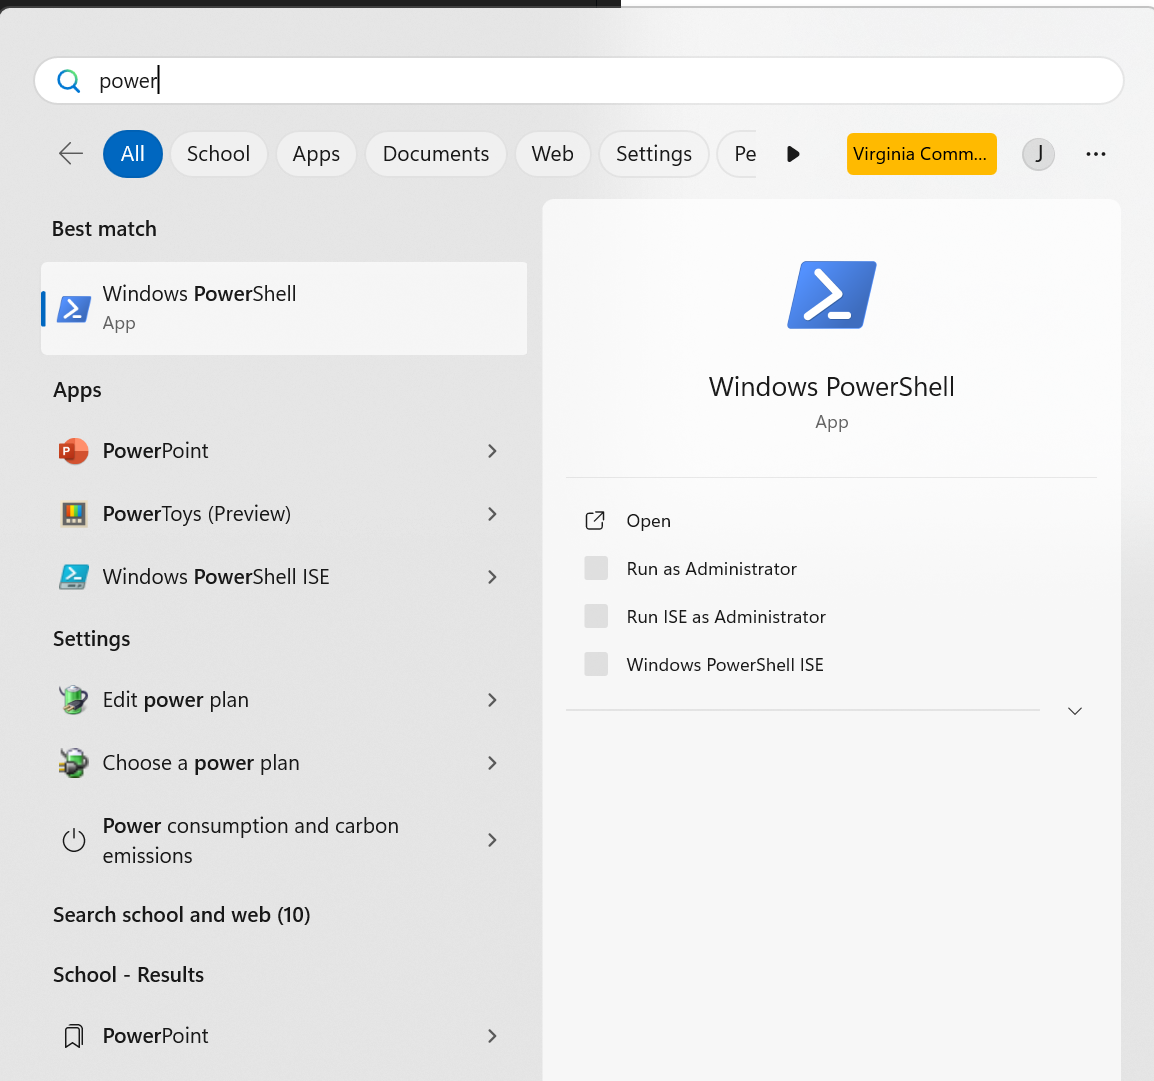 power
All School Apps Documents Web Settings Pe Virginia Comm... J
Best match
Windows PowerShell
App
Apps
PowerPoint
PowerToys (Preview)
Windows PowerShell ISE
Settings
Edit power plan
Choose a power plan
Power consumption and carbon
emissions
Search school and web (10)
School - Results
PowerPoint
Windows PowerShell
App
Open
Run as Administrator
Run ISE as Administrator
Windows PowerShell ISE